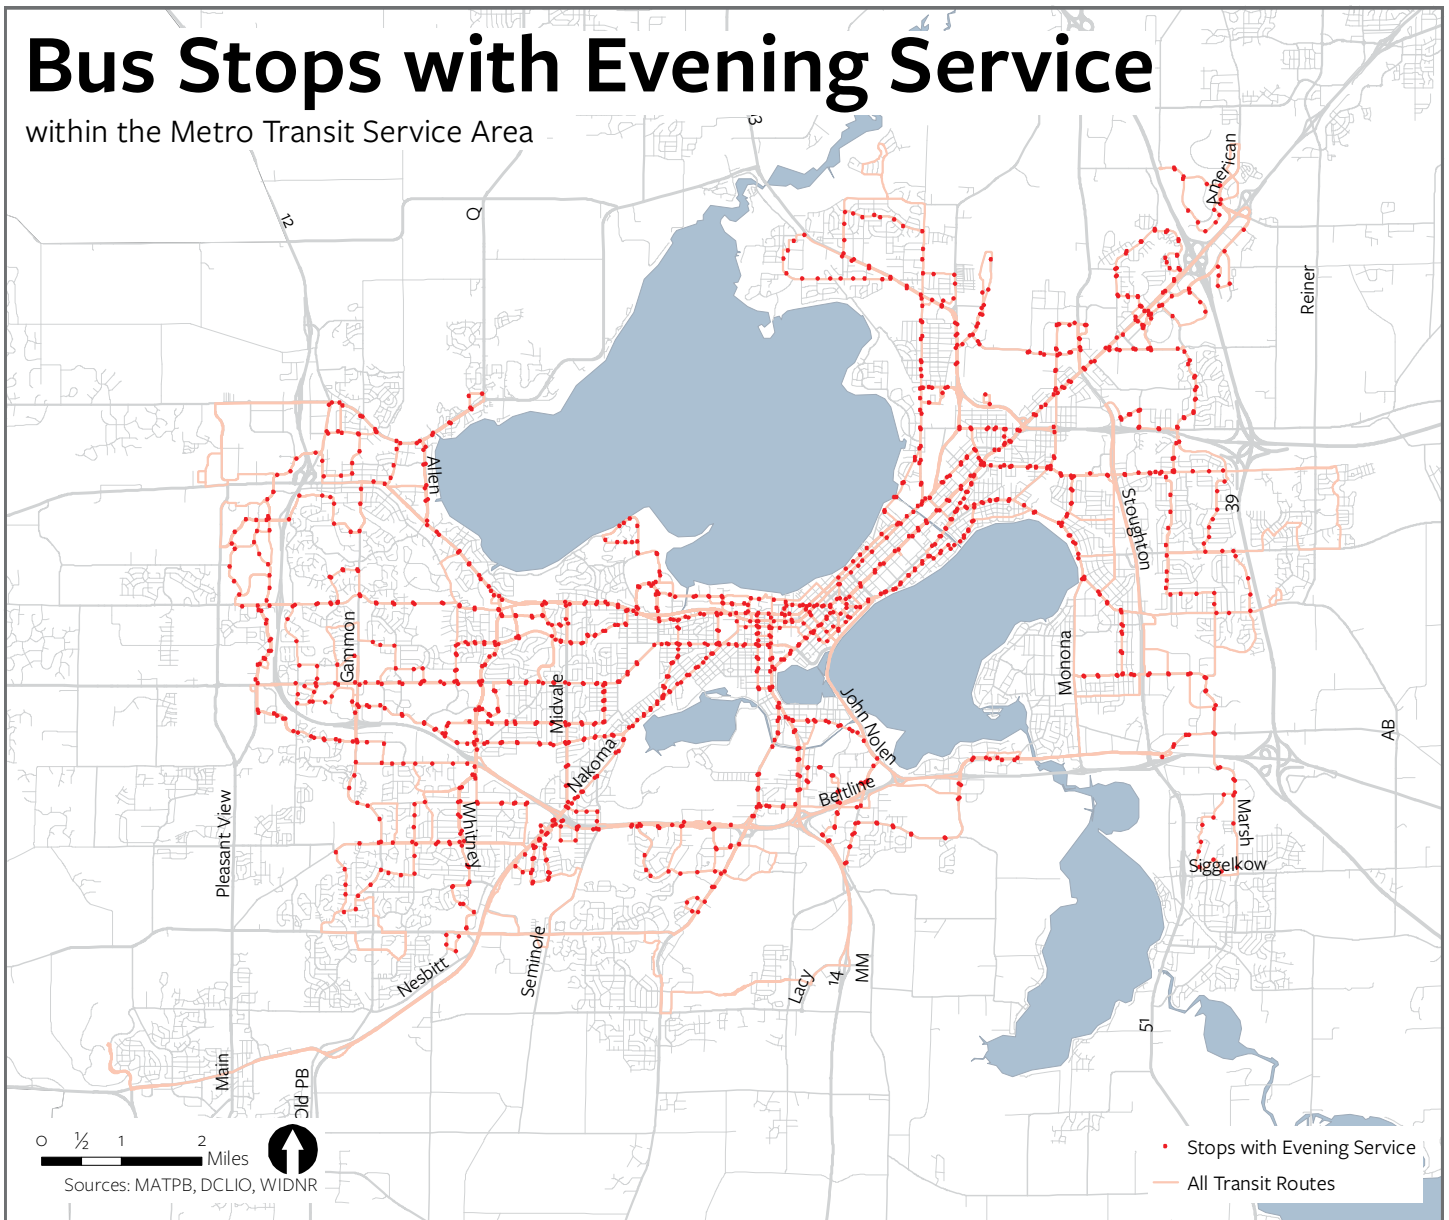 Bus Stops with Evening Service
within the Metro Transit Service Area
12
Q
American
Reiner
Allen
39
Stoughton
Gammon
Midvale
Monona
John Nolen
AB
Nakoma
Beltline
Pleasant View
Whitney
Marsh
Siggelkow
Seminole
Nesbitt
Lacy
14
MM
51
Main
Old PB
0 ½ 1 2
Miles
Sources: MATPB, DCLIO, WIDNR
Stops with Evening Service
All Transit Routes